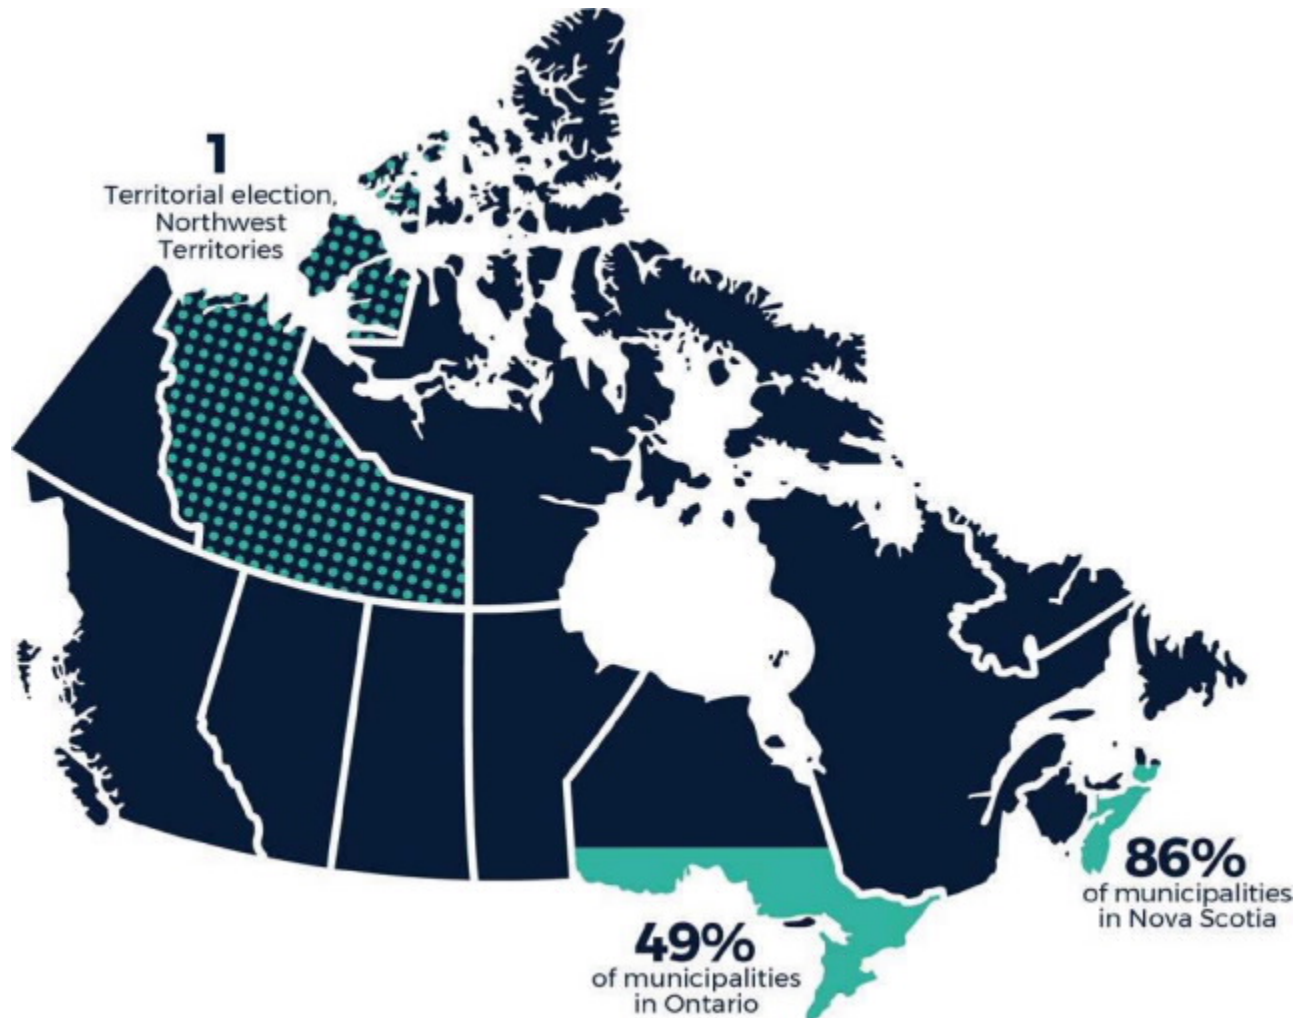 1
Territorial election,
Northwest
Territories
86%
of municipalities
in Nova Scotia
49%
of municipalities
in Ontario